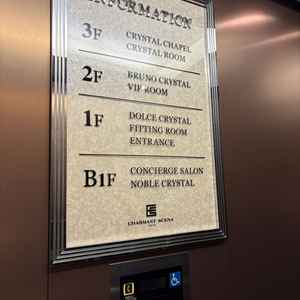 INFORMATION
3F
CRYSTAL CHAPEL
CRYSTAL ROOM
2F
BRUNO CRYSTAL
VIP ROOM
1F
DOLCE CRYSTAL
FITTING ROOM
ENTRANCE
B1F
CONCIERGE SALON
NOBLE CRYSTAL
CHARMANT SCENA